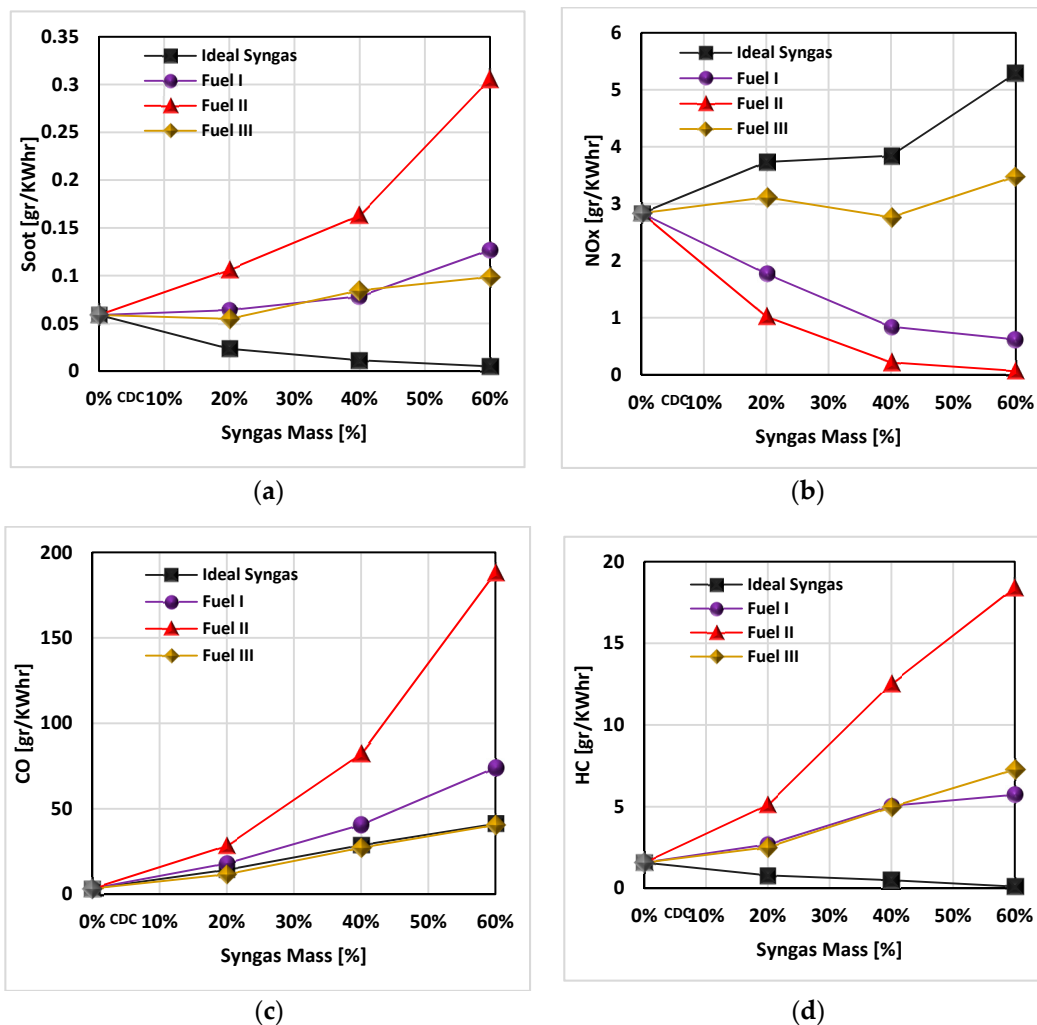 0.35
0.3
0.25
0.2
0.15
0.1
0.05
0
Soot [gr/KWhr]
Ideal Syngas
Fuel I
Fuel II
Fuel III
0% CDC 10% 20% 30% 40% 50% 60%
Syngas Mass [%]
(a)
6
5
4
3
2
1
0
NOx [gr/KWhr]
Ideal Syngas
Fuel I
Fuel II
Fuel III
0% CDC 10% 20% 30% 40% 50% 60%
Syngas Mass [%]
(b)
200
150
100
50
0
CO [gr/KWhr]
Ideal Syngas
Fuel I
Fuel II
Fuel III
0% CDC 10% 20% 30% 40% 50% 60%
Syngas Mass [%]
(c)
20
15
10
5
0
HC [gr/KWhr]
Ideal Syngas
Fuel I
Fuel II
Fuel III
0% CDC 10% 20% 30% 40% 50% 60%
Syngas Mass [%]
(d)